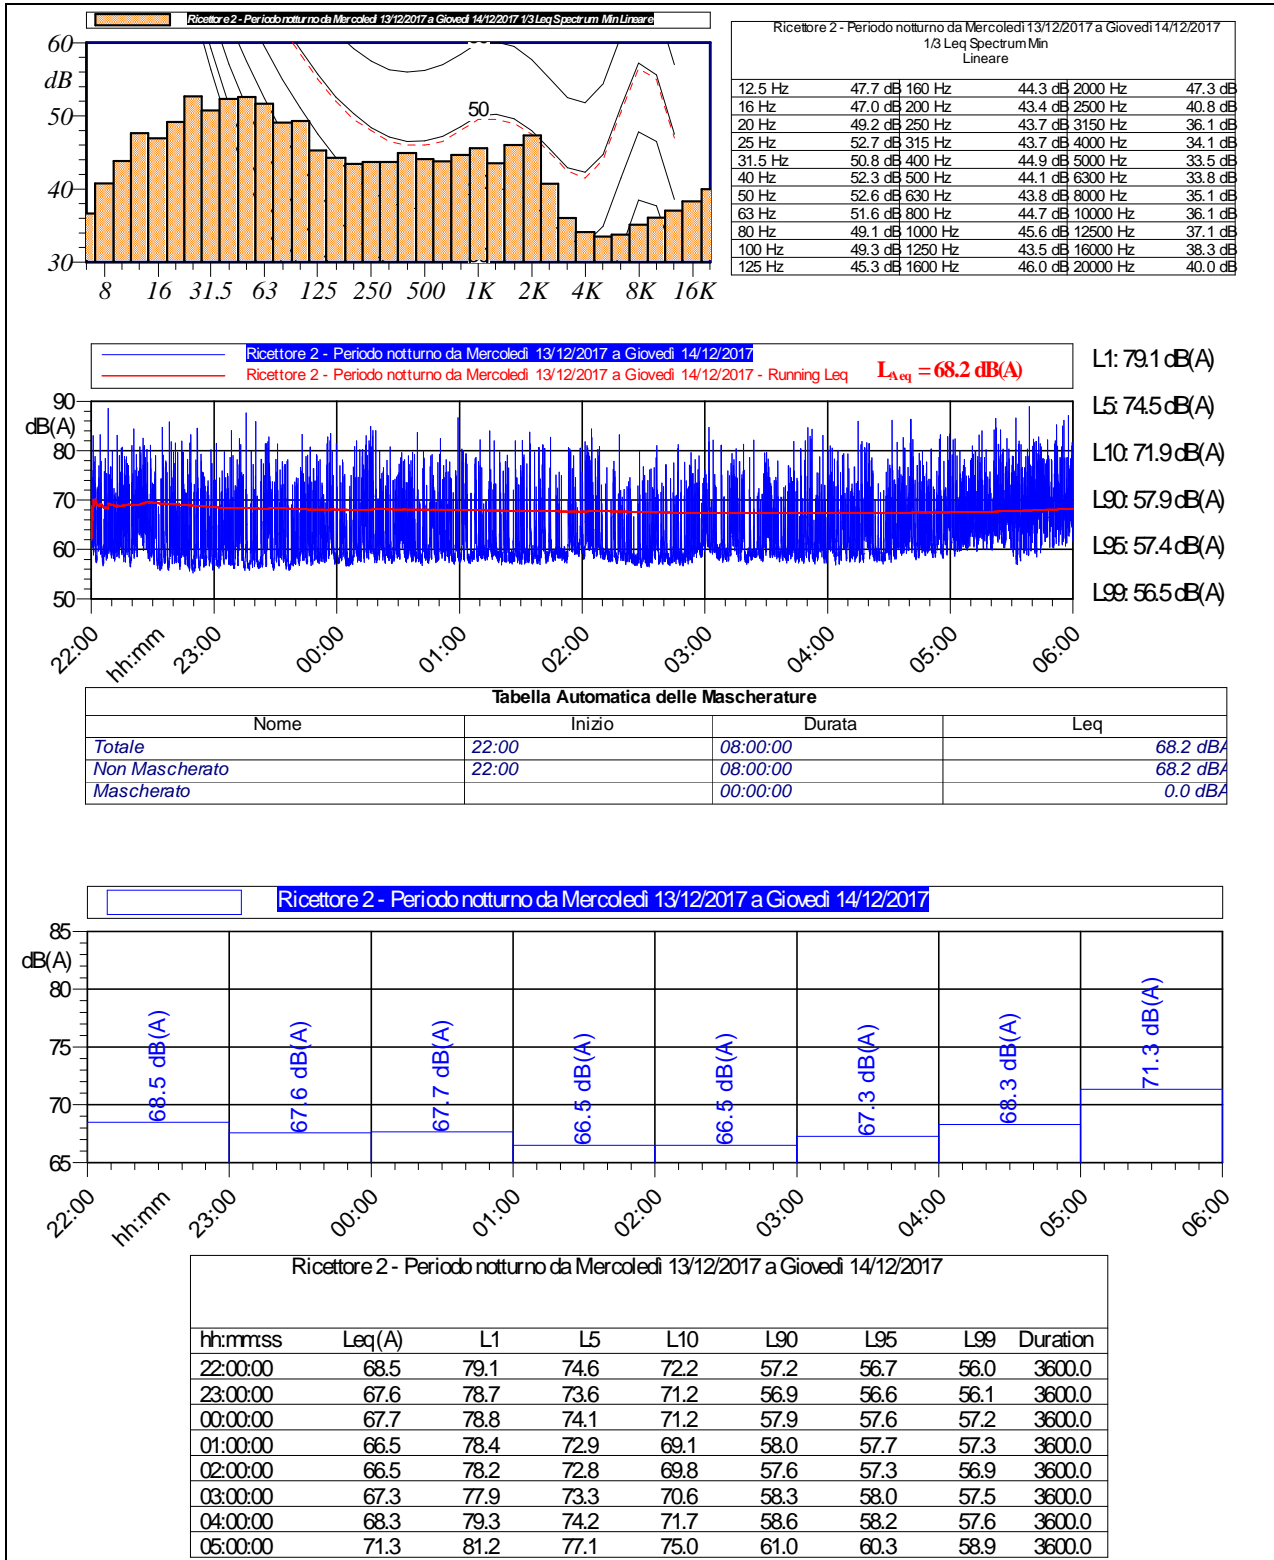 Ricettore 2 - Periodo notturno da Mercoledì 13/12/2017 a Giovedì 14/12/2017 1/3 Leq Spectrum Min Lineare
60
dB
50
40
30
50
8 16 31.5 63 125 250 500 1K 2K 4K 8K 16K
Ricettore 2 - Periodo notturno da Mercoledì 13/12/2017 a Giovedì 14/12/2017
1/3 Leq Spectrum Min
Lineare
12.5 Hz 47.7 dB 160 Hz 44.3 dB 2000 Hz 47.3 dB
16 Hz 47.0 dB 200 Hz 43.4 dB 2500 Hz 40.8 dB
20 Hz 49.2 dB 250 Hz 43.7 dB 3150 Hz 36.1 dB
25 Hz 52.7 dB 315 Hz 43.7 dB 4000 Hz 34.1 dB
31.5 Hz 50.8 dB 400 Hz 44.9 dB 5000 Hz 33.5 dB
40 Hz 52.3 dB 500 Hz 44.1 dB 6300 Hz 33.8 dB
50 Hz 52.6 dB 630 Hz 43.8 dB 8000 Hz 35.1 dB
63 Hz 51.6 dB 800 Hz 44.7 dB 10000 Hz 36.1 dB
80 Hz 49.1 dB 1000 Hz 45.6 dB 12500 Hz 37.1 dB
100 Hz 49.3 dB 1250 Hz 43.5 dB 16000 Hz 38.3 dB
125 Hz 45.3 dB 1600 Hz 46.0 dB 20000 Hz 40.0 dB
Ricettore 2 - Periodo notturno da Mercoledì 13/12/2017 a Giovedì 14/12/2017
Ricettore 2 - Periodo notturno da Mercoledì 13/12/2017 a Giovedì 14/12/2017 - Running Leq LAeq = 68.2 dB(A)
90
dB(A)
80
70
60
50
22:00 hh:mm 23:00 00:00 01:00 02:00 03:00 04:00 05:00 06:00
L1: 79.1 dB(A)
L5: 74.5 dB(A)
L10: 71.9 dB(A)
L90: 57.9 dB(A)
L95: 57.4 dB(A)
L99: 56.5 dB(A)
Tabella Automatica delle Mascherature
Nome Inizio Durata Leq
Totale 22:00 08:00:00 68.2 dBA
Non Mascherato 22:00 08:00:00 68.2 dBA
Mascherato 00:00:00 0.0 dBA
Ricettore 2 - Periodo notturno da Mercoledì 13/12/2017 a Giovedì 14/12/2017
85
dB(A)
80
75
70
65
68.5 dB(A) 67.6 dB(A) 67.7 dB(A) 66.5 dB(A) 66.5 dB(A) 67.3 dB(A) 68.3 dB(A) 71.3 dB(A)
22:00 hh:mm 23:00 00:00 01:00 02:00 03:00 04:00 05:00 06:00
Ricettore 2 - Periodo notturno da Mercoledì 13/12/2017 a Giovedì 14/12/2017
hh:mm:ss Leq(A) L1 L5 L10 L90 L95 L99 Duration
22:00:00 68.5 79.1 74.6 72.2 57.2 56.7 56.0 3600.0
23:00:00 67.6 78.7 73.6 71.2 56.9 56.6 56.1 3600.0
00:00:00 67.7 78.8 74.1 71.2 57.9 57.6 57.2 3600.0
01:00:00 66.5 78.4 72.9 69.1 58.0 57.7 57.3 3600.0
02:00:00 66.5 78.2 72.8 69.8 57.6 57.3 56.9 3600.0
03:00:00 67.3 77.9 73.3 70.6 58.3 58.0 57.5 3600.0
04:00:00 68.3 79.3 74.2 71.7 58.6 58.2 57.6 3600.0
05:00:00 71.3 81.2 77.1 75.0 61.0 60.3 58.9 3600.0